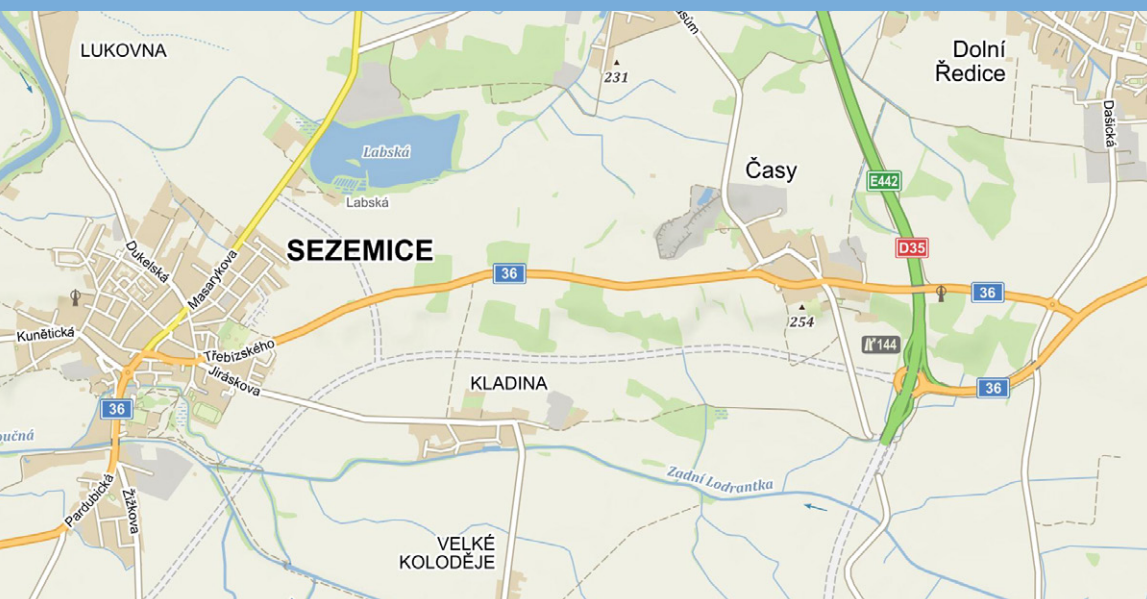 LUKOVNA
231
Dolní
Ředice
Dašická
Labská
Labská
Časy
E442
D35
Dukelská
Masarykova
SEZEMICE
36
36
254
Kunětická
Třebízského
Jiráskova
144
KLADINA
36
36
Zadní Lodrantka
Pardubická
Žižkova
VELKÉ
KOLODĚJE